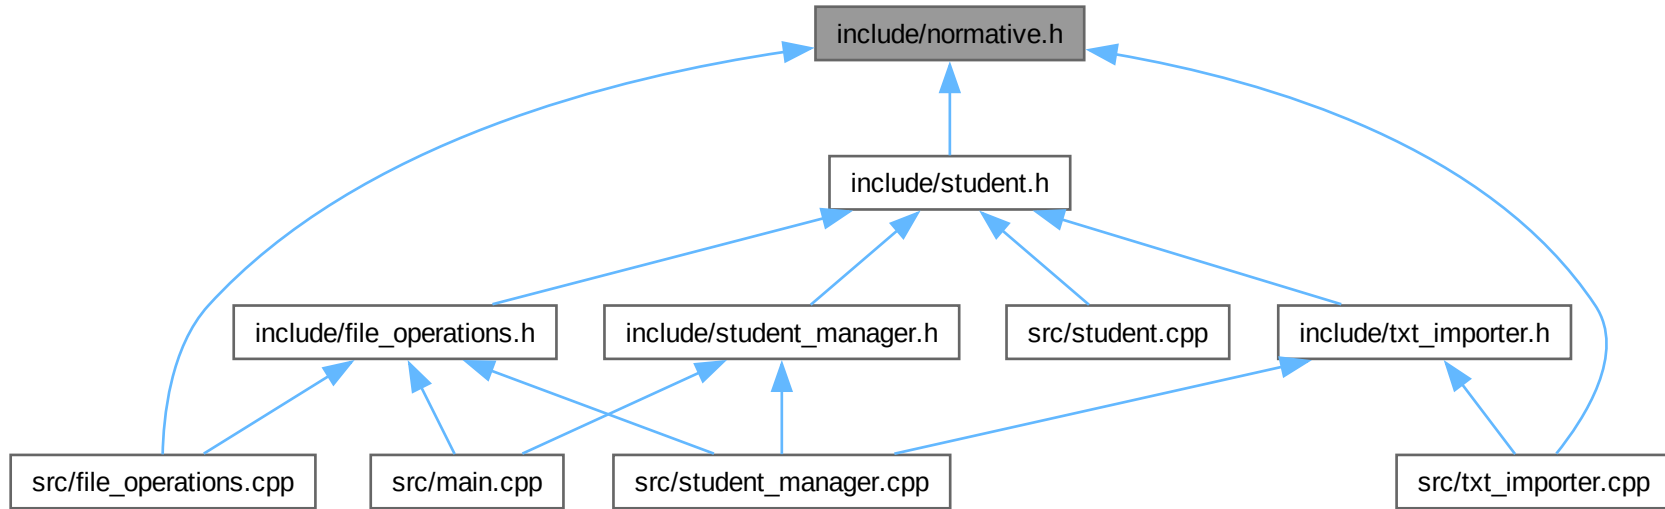 include/normative.h
include/student.h
include/file_operations.h
include/student_manager.h
src/student.cpp
include/txt_importer.h
src/file_operations.cpp
src/main.cpp
src/student_manager.cpp
src/txt_importer.cpp